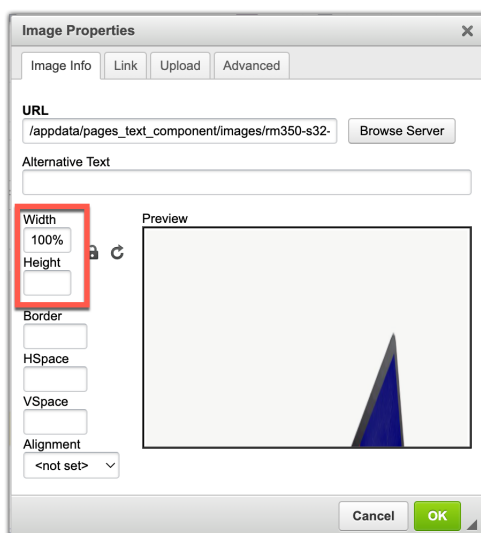 Image Properties
Image Info Link Upload Advanced
URL
/appdata/pages_text_component/images/rm350-s32- Browse Server
Alternative Text
Width
100%
Height
Preview
Border
HSpace
VSpace
Alignment
<not set>
Cancel OK